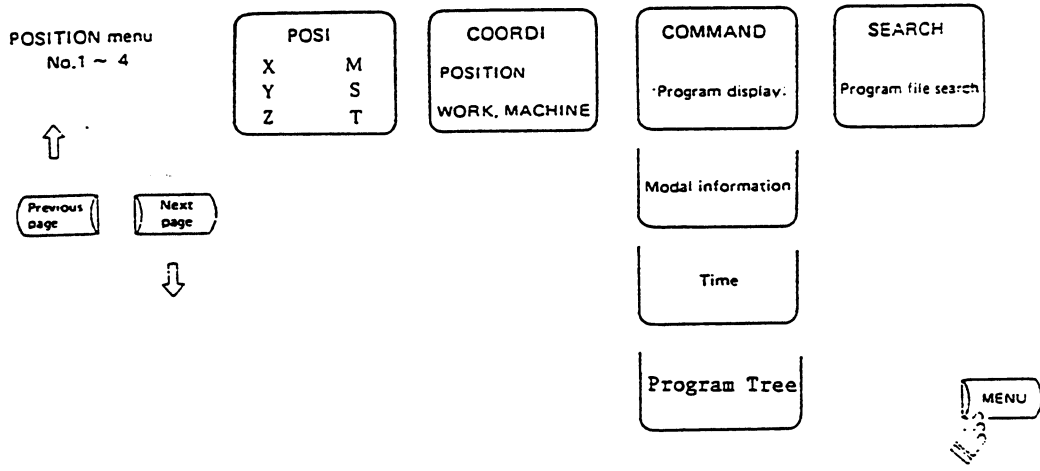 POSITION menu
No.1 ~ 4
Previous
page
Next
page
POSI
X M
Y S
Z T
COORDI
POSITION
WORK, MACHINE
COMMAND
Program display
Modal information
Time
Program Tree
SEARCH
Program file search
MENU